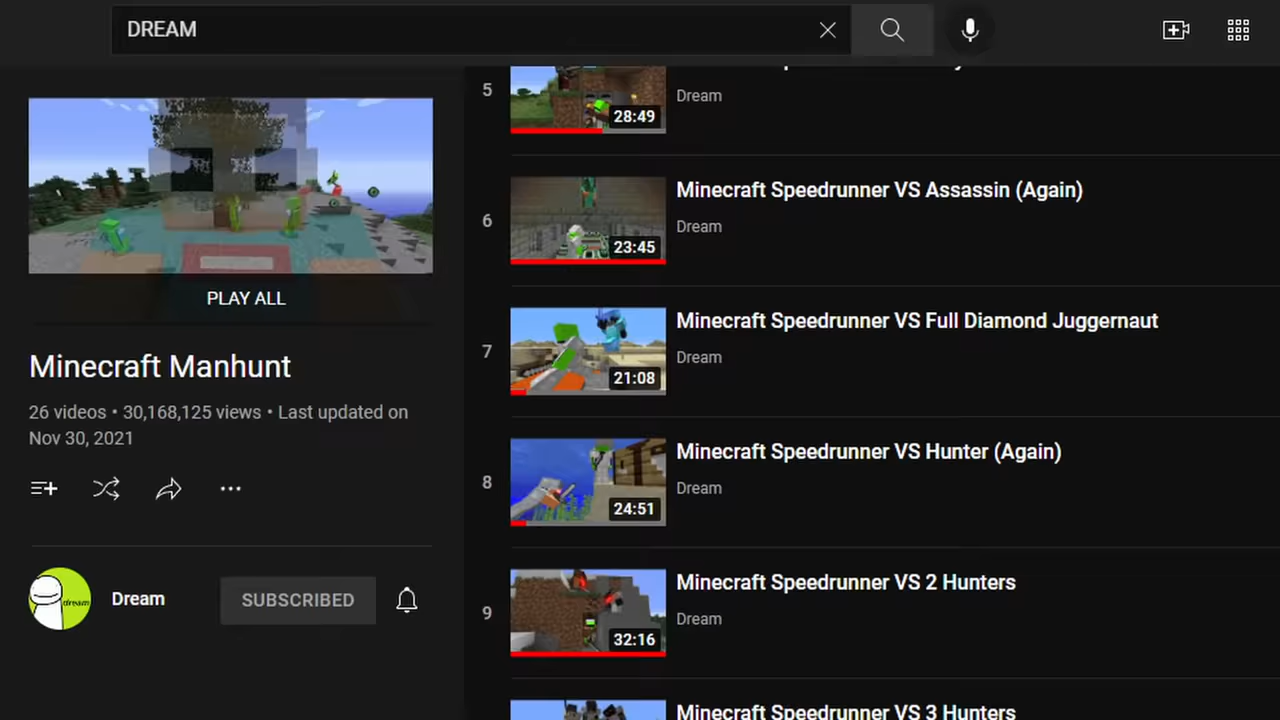 DREAM
PLAY ALL
Minecraft Manhunt
26 videos • 30,168,125 views • Last updated on
Nov 30, 2021
dream
Dream
SUBSCRIBED
5
28:49
Dream
6
23:45
Minecraft Speedrunner VS Assassin (Again)
Dream
7
21:08
Minecraft Speedrunner VS Full Diamond Juggernaut
Dream
8
24:51
Minecraft Speedrunner VS Hunter (Again)
Dream
9
32:16
Minecraft Speedrunner VS 2 Hunters
Dream
Minecraft Speedrunner VS 3 Hunters